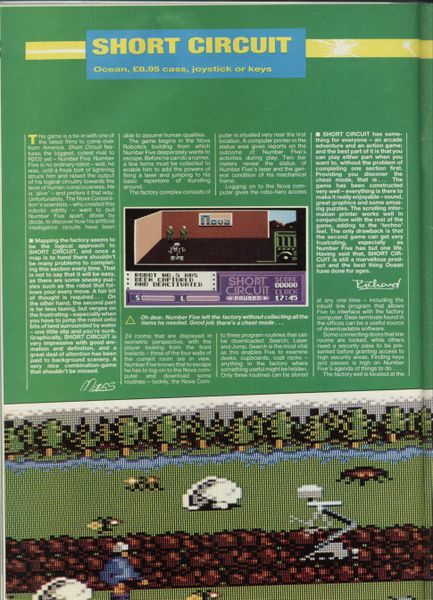 SHORT CIRCUIT
Ocean, £8.95 cass, joystick or keys
This game is a tie-in with one of
the latest films to come over
from America. Short Circuit fea-
tures the biggest, cutest rival to
R2D2 yet – Number Five. Number
Five is no ordinary robot – well, he
was, until a freak bolt of lightning
struck him and raised the output
of his logical circuitry towards the
level of human consciousness. He
is 'alive' – and prefers it that way.
Unfortunately, The Nova Corpora-
tion's scientists – who created the
robotic oddity – want to pull
Number Five apart, diode by
diode, to discover how his artificial
intelligence circuits have been
■ Mapping the factory seems to
be the logical approach to
SHORT CIRCUIT, and once a
map is to hand there shouldn't
be many problems to complet-
ing this section every time. That
is not to say that it will be easy,
as there are some sneaky puz-
zles such as the robot that fol-
lows your every move. A fair bit
of thought is required . . . On
the other hand, the second part
is far less taxing, but verges on
the frustrating – especially when
you have to jump the robot onto
bits of land surrounded by water
– one little slip and you're sunk.
Graphically, SHORT CIRCUIT is
very impressive with good ani-
mation and definition, and a
great deal of attention has been
paid to background scenery. A
very nice combination-game
that shouldn't be missed.
able to assume human qualities.
The game begins in the Nova
Robotics building from which
Number Five desperately wants to
escape. Before he can do a runner,
a few items must be collected to
enable him to add the powers of
firing a laser and jumping to his
basic repertoire of trundling
around.
The factory complex consists of
puter is situated very near the first
location. A computer printer in the
status area gives reports on the
outcome of Number Five's
activities during play. Two bar
meters reveal the status of
Number Five's laser and the gen-
eral condition of his mechanical
frame.
Logging on to the Nova com-
puter gives the robo-hero access
Nova
ROBOT NO.5 HAS
BEEN CAPTURED
AND DEACTIVATED
SHORT
CIRCUIT
SCORE
00000
CLOCK
S
L
PAUSED
17:45
Oh dear, Number Five left the factory without collecting all the
items he needed. Good job there's a cheat mode . . .
24 rooms that are displayed in
isometric perspective, with the
player looking from the front
inwards – three of the four walls of
the current room are in view.
Number Five knows that to escape
he has to log-on to the Nova com-
puter and download some
routines – luckily, the Nova Com-
to three program routines that can
be downloaded: Search, Laser
and Jump. Search is the most vital
as this enables Five to examine
desks, cupboards, coat racks –
anything in the factory where
something useful might be hidden.
Only three routines can be stored
■ SHORT CIRCUIT has some-
thing for everyone – an arcade
adventure and an action game;
and the best part of it is that you
can play either part when you
want to, without the problem of
completing one section first.
Providing you discover the
cheat mode, that is . . . The
game has been constructed
very well – everything is there to
make it really enjoyable – sound,
great graphics and some amus-
ing puzzles. The scrolling infor-
mation printer works well in
conjunction with the rest of the
game, adding to the 'techno'
feel. The only drawback is that
the second game can get very
frustrating, especially as
Number Five has but one life.
Having said that, SHORT CIR-
CUIT is still a marvellous prod-
uct and the best thing Ocean
have done for ages.
Richard
at any one time – including the
inbuilt link program that allows
Five to interface with the factory
computer. Desk terminals found in
the offices can be a useful source
of downloadable software.
Some connecting doors that link
rooms are locked, while others
need a security pass to be pre-
sented before granting access to
high security areas. Finding keys
and passes is high on Number
Five's agenda of things to do.
The factory exit is located at the